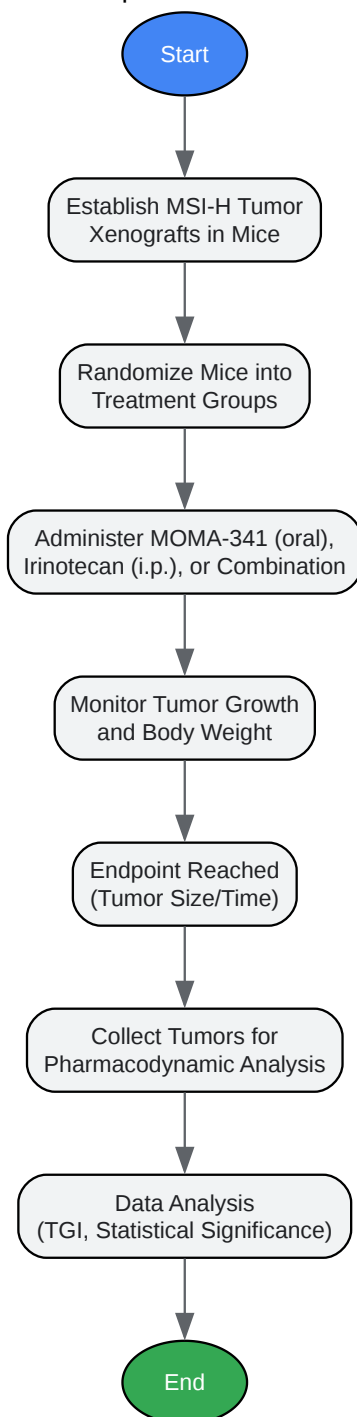 Start
Establish MSI-H Tumor
Xenografts in Mice
Randomize Mice into
Treatment Groups
Administer MOMA-341 (oral),
Irinotecan (i.p.), or Combination
Monitor Tumor Growth
and Body Weight
Endpoint Reached
(Tumor Size/Time)
Collect Tumors for
Pharmacodynamic Analysis
Data Analysis
(TGI, Statistical Significance)
End